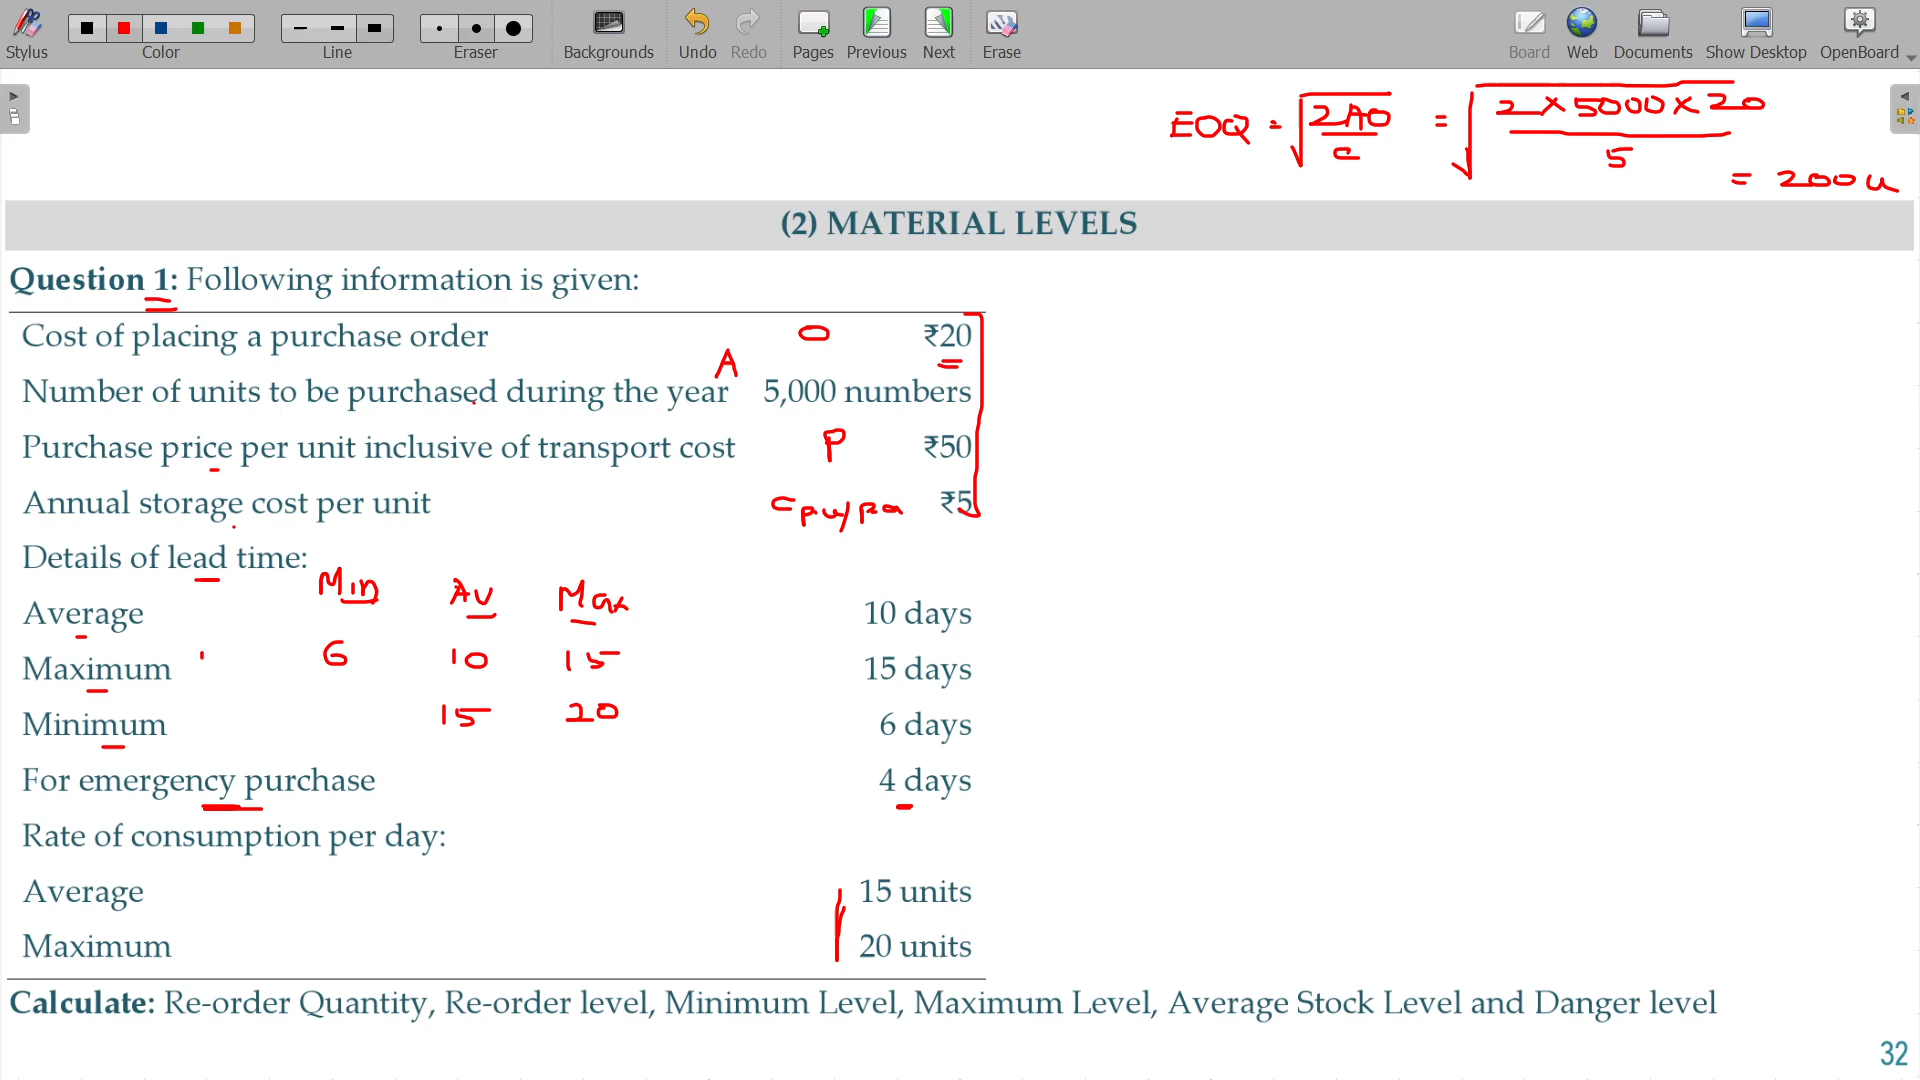 Stylus Color Line Eraser Backgrounds Undo Redo Pages Previous Next Erase Board Web Documents Show Desktop OpenBoard
EOQ = √2AO/C = √2 × 5000 × 20/5
= 200 u
(2) MATERIAL LEVELS
Question 1: Following information is given:
Cost of placing a purchase order O ₹20
A
Number of units to be purchased during the year 5,000 numbers
Purchase price per unit inclusive of transport cost P ₹50
Annual storage cost per unit C pu/pa ₹5
Details of lead time:
Min Av Max
Average 10 days
Maximum 6 10 15 15 days
Minimum 15 20 6 days
For emergency purchase 4 days
Rate of consumption per day:
Average 15 units
Maximum 20 units
Calculate: Re-order Quantity, Re-order level, Minimum Level, Maximum Level, Average Stock Level and Danger level
32